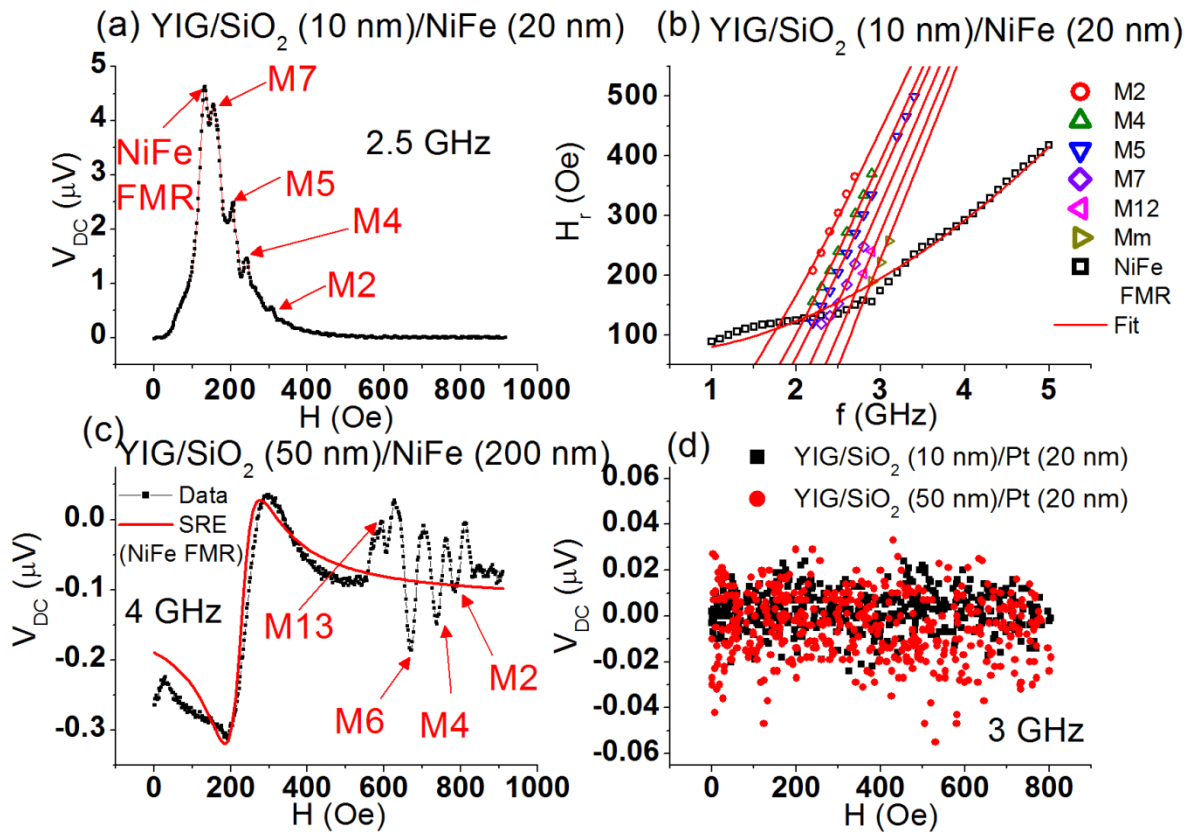 (a) YIG/SiO2 (10 nm)/NiFe (20 nm)
5
4
3
2
1
0
VDC (μV)
NiFe
FMR
M7
2.5 GHz
M5
M4
M2
0 200 400 600 800 1000
H (Oe)
(b) YIG/SiO2 (10 nm)/NiFe (20 nm)
500
400
300
200
100
Hr (Oe)
M2
M4
M5
M7
M12
Mm
NiFe
FMR
Fit
1 2 3 4 5
f (GHz)
(c) YIG/SiO2 (50 nm)/NiFe (200 nm)
Data
SRE
(NiFe FMR)
0.0
-0.1
-0.2
-0.3
VDC (μV)
4 GHz
M13
M6
M4
M2
0 200 400 600 800 1000
H (Oe)
(d)
YIG/SiO2 (10 nm)/Pt (20 nm)
YIG/SiO2 (50 nm)/Pt (20 nm)
0.06
0.04
0.02
0.00
-0.02
-0.04
-0.06
VDC (μV)
3 GHz
0 200 400 600 800
H (Oe)